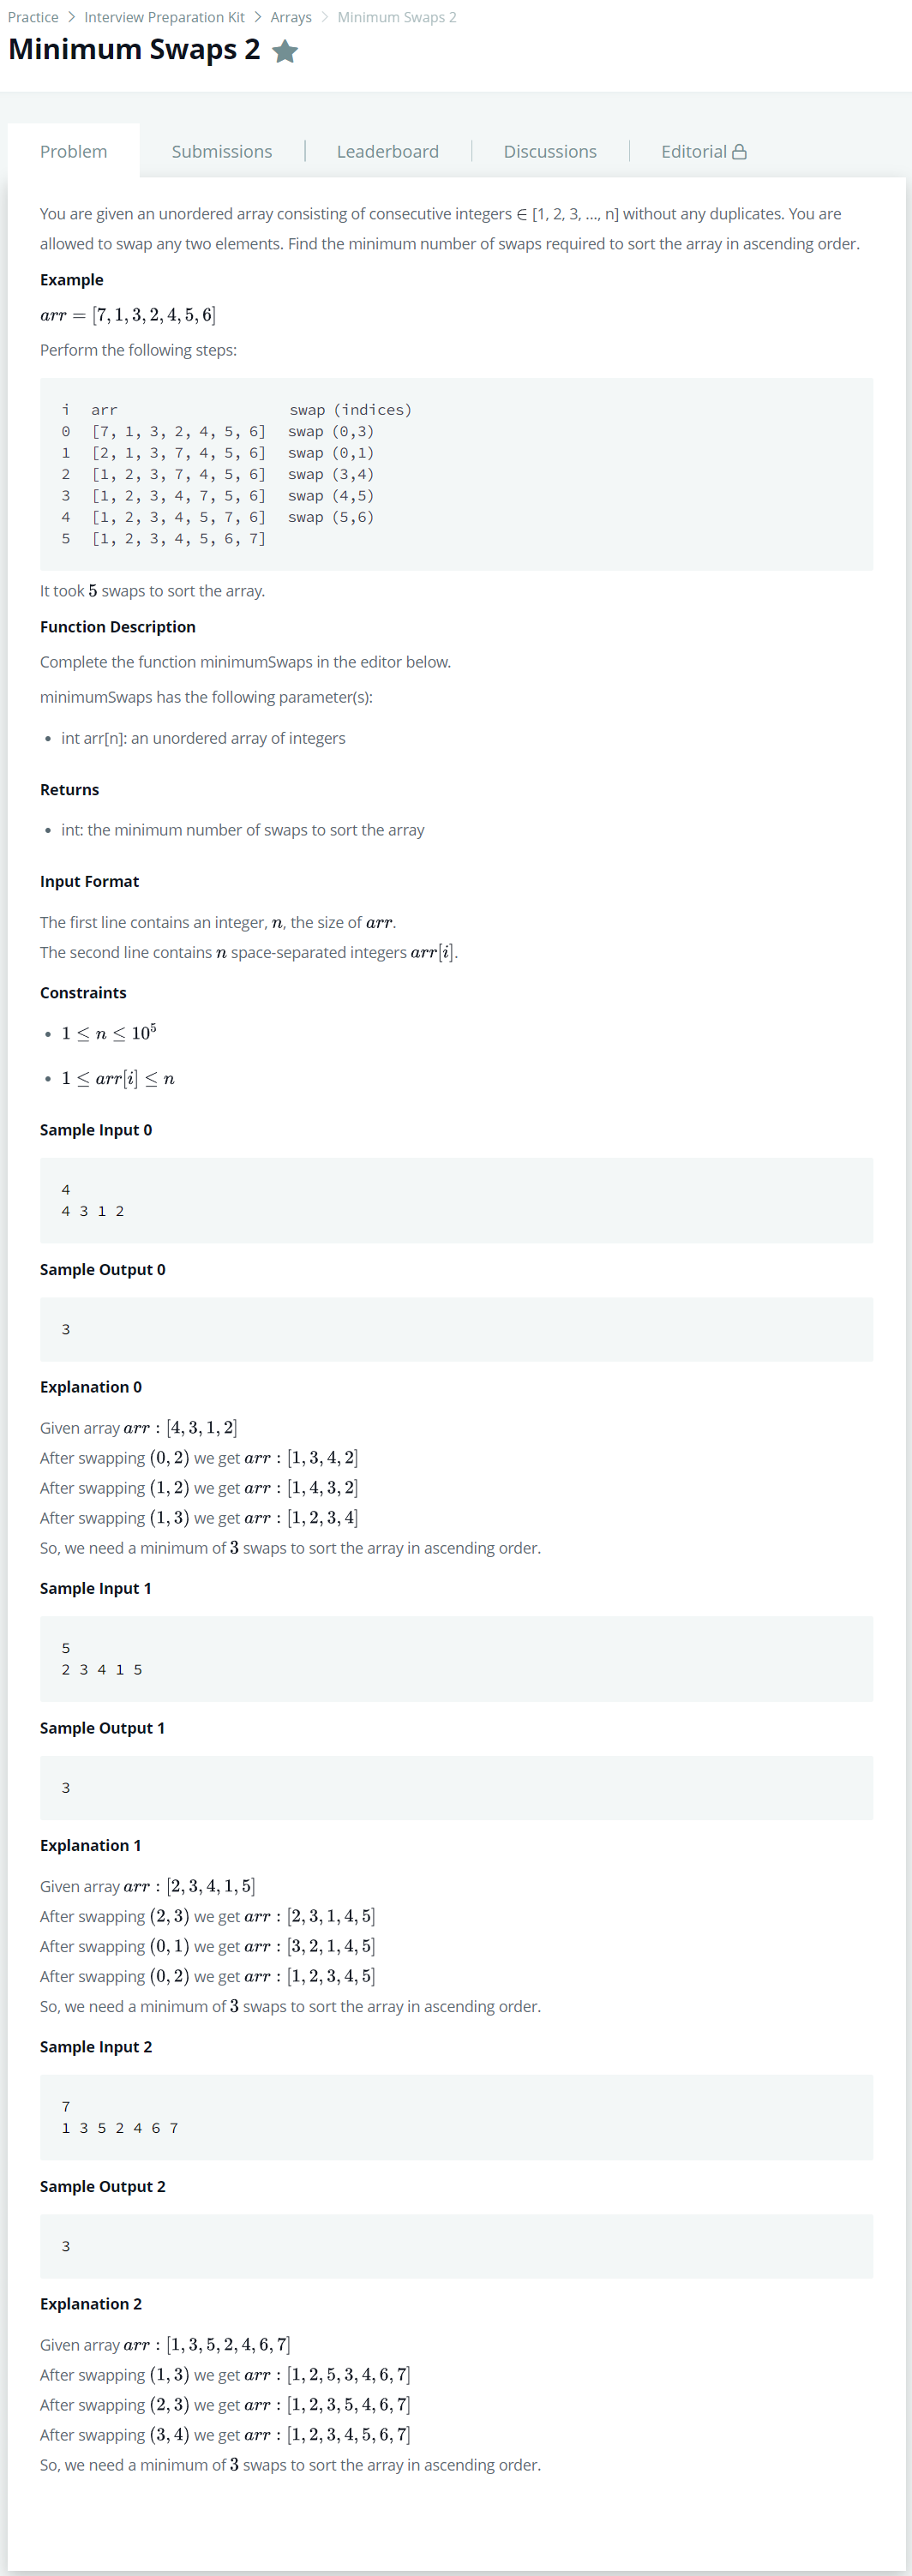 Practice > Interview Preparation Kit > Arrays > Minimum Swaps 2
Minimum Swaps 2
Problem
Submissions
Leaderboard
Discussions
Editorial
You are given an unordered array consisting of consecutive integers ∈ [1, 2, 3, ..., n] without any duplicates. You are
allowed to swap any two elements. Find the minimum number of swaps required to sort the array in ascending order.
Example
arr = [7, 1, 3, 2, 4, 5, 6]
Perform the following steps:
i arr swap (indices)
0 [7, 1, 3, 2, 4, 5, 6] swap (0,3)
1 [2, 1, 3, 7, 4, 5, 6] swap (0,1)
2 [1, 2, 3, 7, 4, 5, 6] swap (3,4)
3 [1, 2, 3, 4, 7, 5, 6] swap (4,5)
4 [1, 2, 3, 4, 5, 7, 6] swap (5,6)
5 [1, 2, 3, 4, 5, 6, 7]
It took 5 swaps to sort the array.
Function Description
Complete the function minimumSwaps in the editor below.
minimumSwaps has the following parameter(s):
• int arr[n]: an unordered array of integers
Returns
• int: the minimum number of swaps to sort the array
Input Format
The first line contains an integer, n, the size of arr.
The second line contains n space-separated integers arr[i].
Constraints
• 1 ≤ n ≤ 10⁵
• 1 ≤ arr[i] ≤ n
Sample Input 0
4
4 3 1 2
Sample Output 0
3
Explanation 0
Given array arr : [4, 3, 1, 2]
After swapping (0, 2) we get arr : [1, 3, 4, 2]
After swapping (1, 2) we get arr : [1, 4, 3, 2]
After swapping (1, 3) we get arr : [1, 2, 3, 4]
So, we need a minimum of 3 swaps to sort the array in ascending order.
Sample Input 1
5
2 3 4 1 5
Sample Output 1
3
Explanation 1
Given array arr : [2, 3, 4, 1, 5]
After swapping (2, 3) we get arr : [2, 3, 1, 4, 5]
After swapping (0, 1) we get arr : [3, 2, 1, 4, 5]
After swapping (0, 2) we get arr : [1, 2, 3, 4, 5]
So, we need a minimum of 3 swaps to sort the array in ascending order.
Sample Input 2
7
1 3 5 2 4 6 7
Sample Output 2
3
Explanation 2
Given array arr : [1, 3, 5, 2, 4, 6, 7]
After swapping (1, 3) we get arr : [1, 2, 5, 3, 4, 6, 7]
After swapping (2, 3) we get arr : [1, 2, 3, 5, 4, 6, 7]
After swapping (3, 4) we get arr : [1, 2, 3, 4, 5, 6, 7]
So, we need a minimum of 3 swaps to sort the array in ascending order.